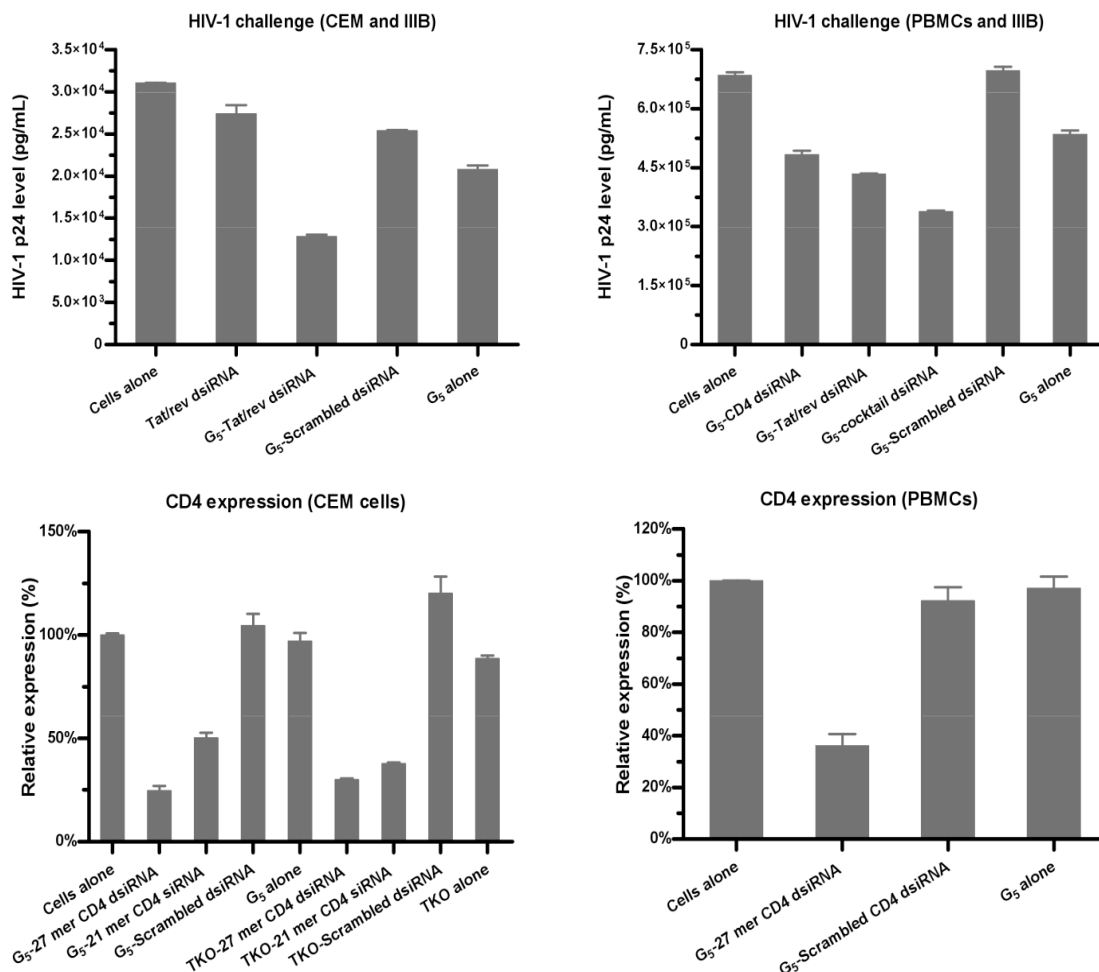 HIV-1 challenge (CEM and IIIB)
HIV-1 p24 level (pg/mL)
3.5×10⁴
3.0×10⁴
2.5×10⁴
2.0×10⁴
1.5×10⁴
1.0×10⁴
5.0×10³
0
Cells alone
Tat/rev dsiRNA
G₅-Tat/rev dsiRNA
G₅-Scrambled dsiRNA
G₅ alone
HIV-1 challenge (PBMCs and IIIB)
HIV-1 p24 level (pg/mL)
7.5×10⁵
6.0×10⁵
4.5×10⁵
3.0×10⁵
1.5×10⁵
0
Cells alone
G₅-CD4 dsiRNA
G₅-Tat/rev dsiRNA
G₅-cocktail dsiRNA
G₅-Scrambled dsiRNA
G₅ alone
CD4 expression (CEM cells)
Relative expression (%)
150%
100%
50%
0%
Cells alone
G₅-27 mer CD4 dsiRNA
G₅-21 mer CD4 siRNA
G₅-Scrambled dsiRNA
G₅ alone
TKO-27 mer CD4 dsiRNA
TKO-21 mer CD4 siRNA
TKO-Scrambled dsiRNA
TKO alone
CD4 expression (PBMCs)
Relative expression (%)
120%
100%
80%
60%
40%
20%
0%
Cells alone
G₅-27 mer CD4 dsiRNA
G₅-Scrambled CD4 dsiRNA
G₅ alone